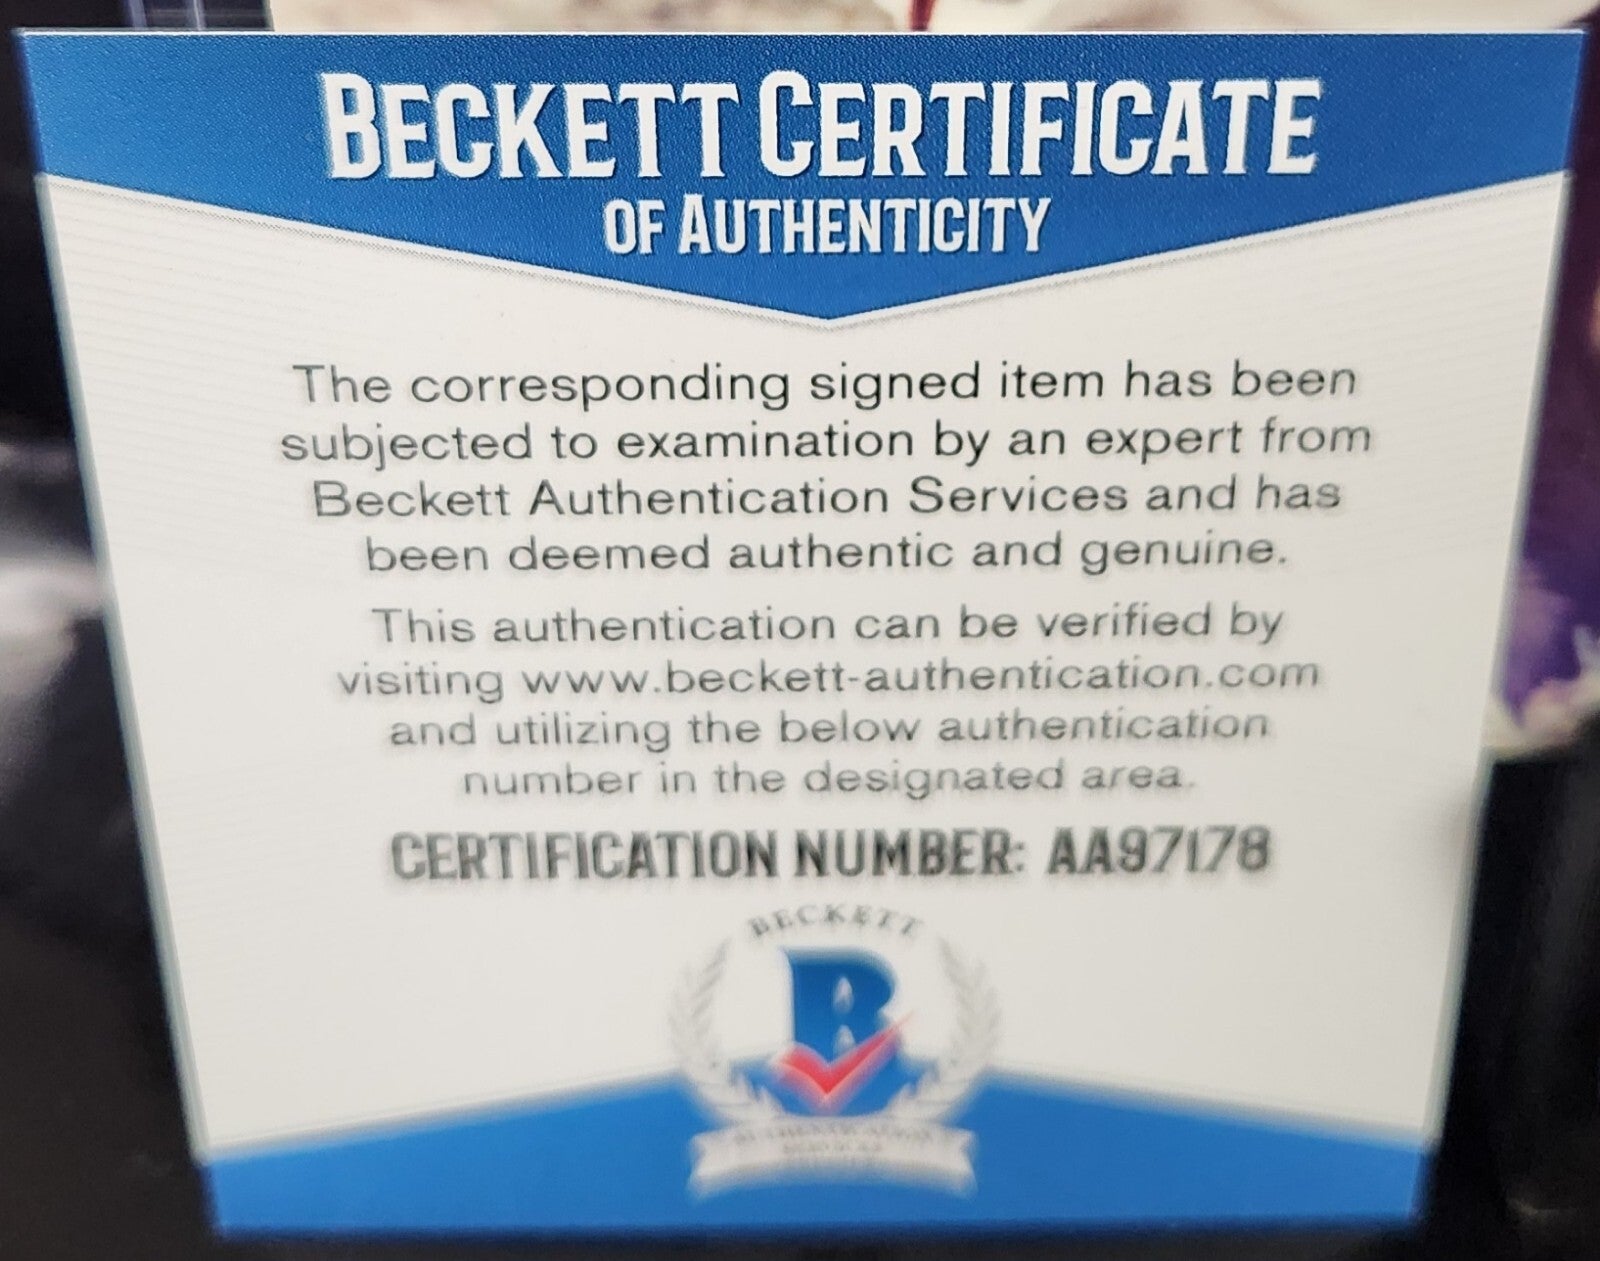 BECKETT CERTIFICATE
OF AUTHENTICITY
The corresponding signed item has been
subjected to examination by an expert from
Beckett Authentication Services and has
been deemed authentic and genuine.
This authentication can be verified by
visiting www.beckett-authentication.com
and utilizing the below authentication
number in the designated area.
CERTIFICATION NUMBER: AA97178
BECKETT
B
AUTHENTICATION
SERVICES